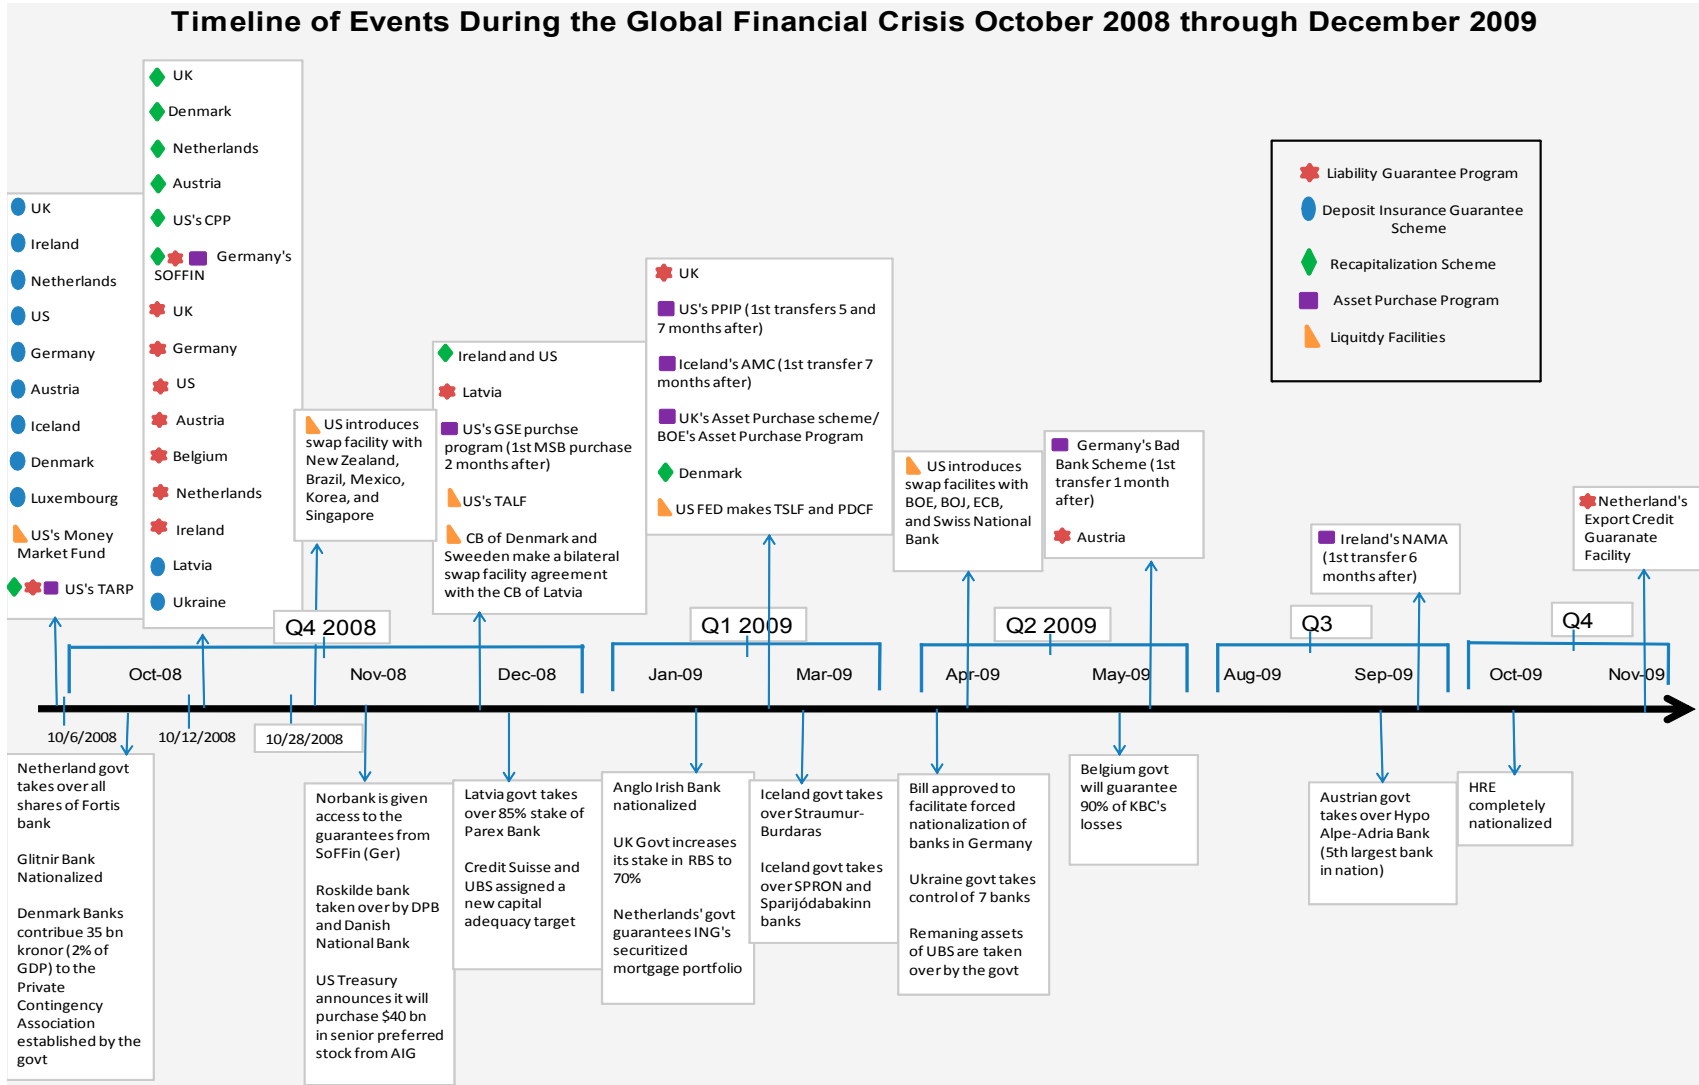 Timeline of Events During the Global Financial Crisis October 2008 through December 2009
UK
Ireland
Netherlands
US
Germany
Austria
Iceland
Denmark
Luxembourg
US's Money
Market Fund
US's TARP
UK
Denmark
Netherlands
Austria
US's CPP
Germany's
SOFFIN
UK
Germany
US
Austria
Belgium
Netherlands
Ireland
Latvia
Ukraine
US introduces
swap facility with
New Zealand,
Brazil, Mexico,
Korea, and
Singapore
Ireland and US
Latvia
US's GSE purchse
program (1st MSB purchase
2 months after)
US's TALF
CB of Denmark and
Sweeden make a bilateral
swap facility agreement
with the CB of Latvia
UK
US's PPIP (1st transfers 5 and
7 months after)
Iceland's AMC (1st transfer 7
months after)
UK's Asset Purchase scheme/
BOE's Asset Purchase Program
Denmark
US FED makes TSLF and PDCF
US introduces
swap facilites with
BOE, BOJ, ECB,
and Swiss National
Bank
Germany's Bad
Bank Scheme (1st
transfer 1 month
after)
Austria
Ireland's NAMA
(1st transfer 6
months after)
Netherland's
Export Credit
Guaranate
Facility
Liability Guarantee Program
Deposit Insurance Guarantee
Scheme
Recapitalization Scheme
Asset Purchase Program
Liquitdy Facilities
Q4 2008
Q1 2009
Q2 2009
Q3
Q4
Oct-08
Nov-08
Dec-08
Jan-09
Mar-09
Apr-09
May-09
Aug-09
Sep-09
Oct-09
Nov-09
10/6/2008
10/12/2008
10/28/2008
Netherland govt
takes over all
shares of Fortis
bank
Glitnir Bank
Nationalized
Denmark Banks
contribue 35 bn
kronor (2% of
GDP) to the
Private
Contingency
Association
established by the
govt
Norbank is given
access to the
guarantees from
SoFFin (Ger)
Roskilde bank
taken over by DPB
and Danish
National Bank
US Treasury
announces it will
purchase $40 bn
in senior preferred
stock from AIG
Latvia govt takes
over 85% stake of
Parex Bank
Credit Suisse and
UBS assigned a
new capital
adequacy target
Anglo Irish Bank
nationalized
UK Govt increases
its stake in RBS to
70%
Netherlands' govt
guarantees ING's
securitized
mortgage portfolio
Iceland govt takes
over Straumur-
Burdaras
Iceland govt takes
over SPRON and
Sparijódabakinn
banks
Bill approved to
facilitate forced
nationalization of
banks in Germany
Ukraine govt takes
control of 7 banks
Remaning assets
of UBS are taken
over by the govt
Belgium govt
will guarantee
90% of KBC's
losses
Austrian govt
takes over Hypo
Alpe-Adria Bank
(5th largest bank
in nation)
HRE
completely
nationalized